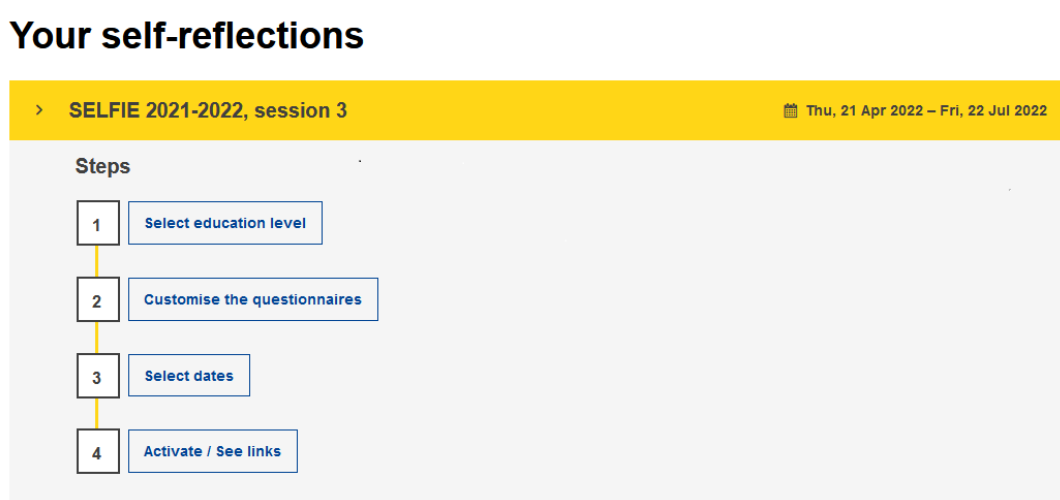 Your self-reflections
> SELFIE 2021-2022, session 3 Thu, 21 Apr 2022 – Fri, 22 Jul 2022
Steps
1 Select education level
2 Customise the questionnaires
3 Select dates
4 Activate / See links